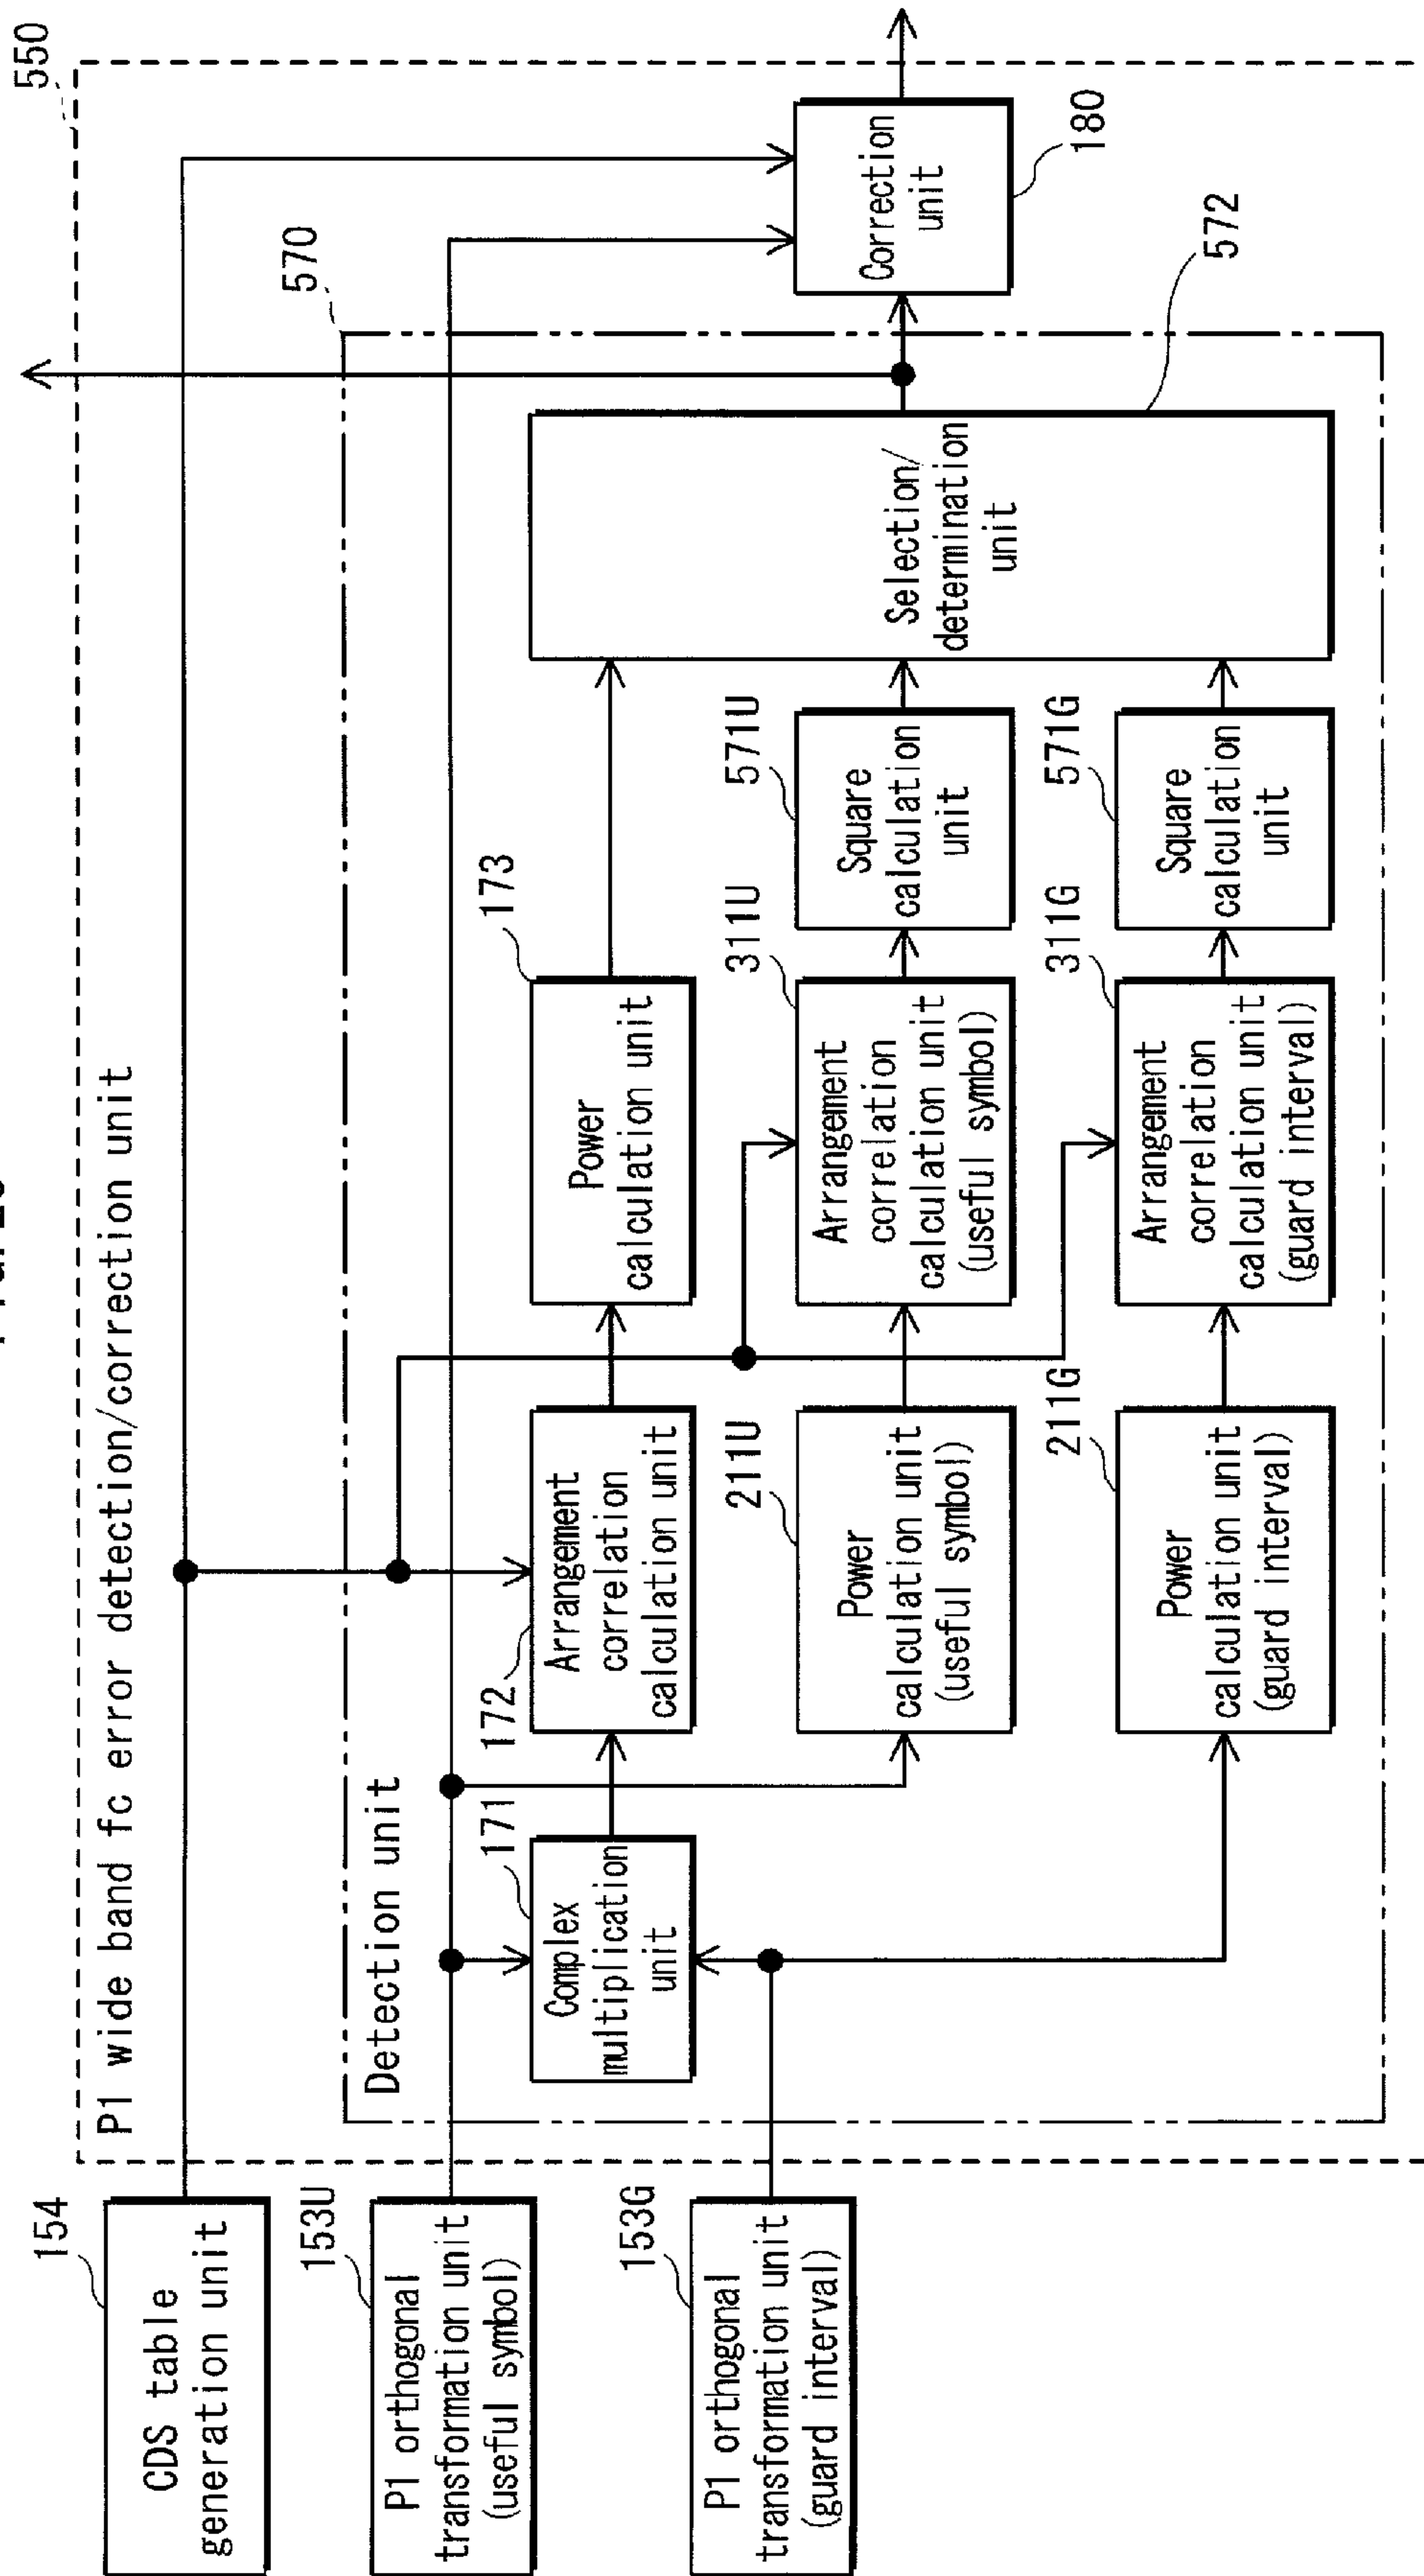 550
P1 wide band fc error detection/correction unit
570
Detection unit
154
CDS table
generation unit
153U
P1 orthogonal
transformation unit
(useful symbol)
153G
P1 orthogonal
transformation unit
(guard interval)
171
Complex
multiplication
unit
172
Arrangement
correlation
calculation unit
173
Power
calculation unit
211U
Power
calculation unit
(useful symbol)
311U
Arrangement
correlation
calculation unit
(useful symbol)
571U
Square
calculation
unit
211G
Power
calculation unit
(guard interval)
311G
Arrangement
correlation
calculation unit
(guard interval)
571G
Square
calculation
unit
Selection/
determination
unit
572
Correction
unit
180